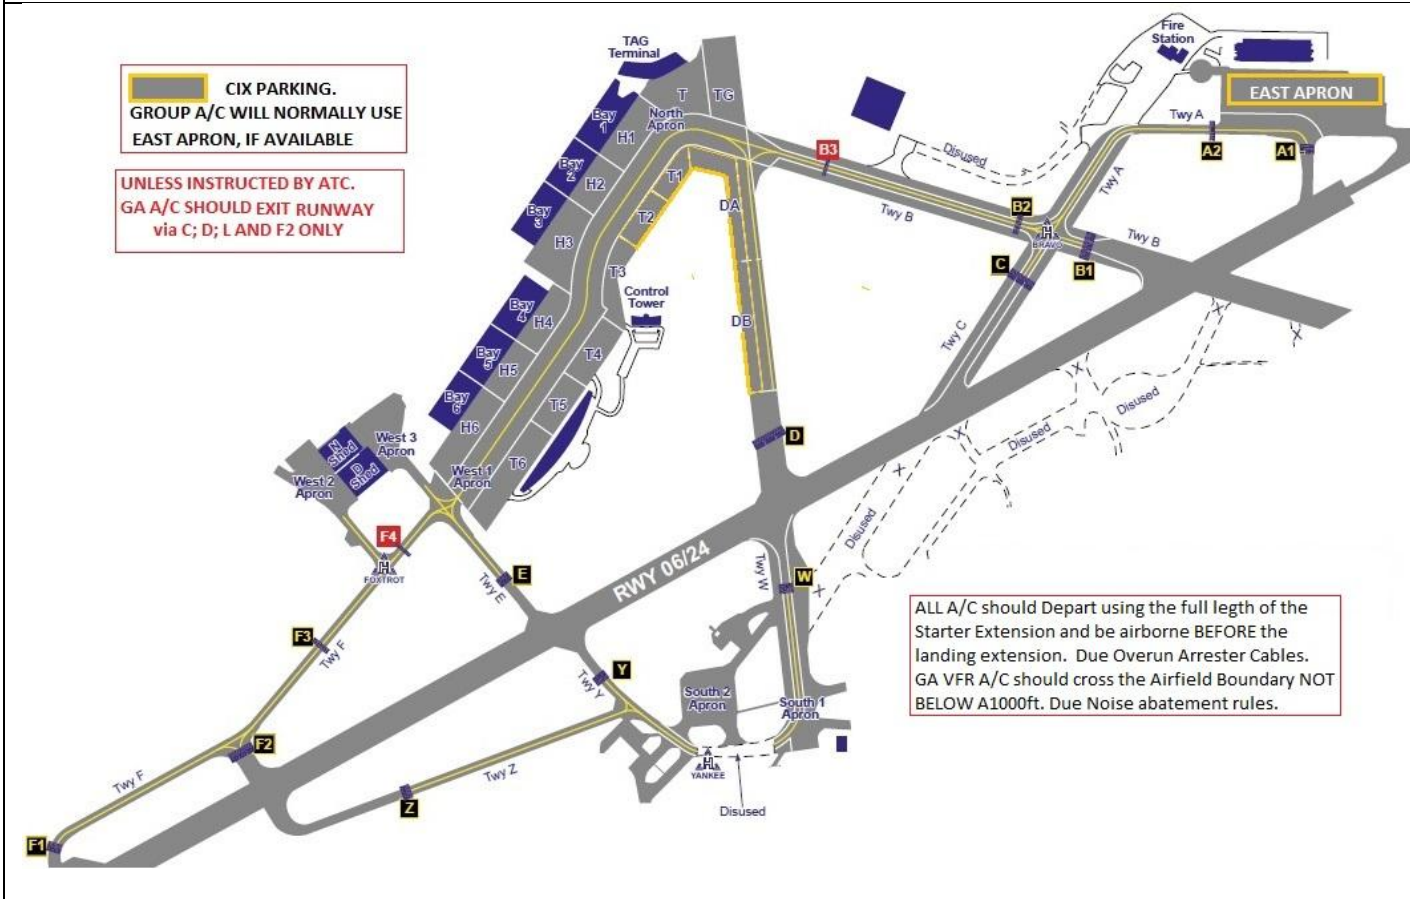 TAG
Terminal
Fire
Station
CIX PARKING.
GROUP A/C WILL NORMALLY USE
EAST APRON, IF AVAILABLE
UNLESS INSTRUCTED BY ATC.
GA A/C SHOULD EXIT RUNWAY
via C; D; L AND F2 ONLY
EAST APRON
T
TG
North
Apron
Bay
1
H1
Bay
2
H2
Bay
3
H3
T1
T2
T3
DA
DB
B3
Disused
Twy A
A2
A1
Twy A
Twy B
B2
H
BRAVO
Twy B
B1
C
Twy C
Control
Tower
Bay
4
H4
Bay
5
H5
Bay
6
H6
T4
T5
T6
West 3
Apron
N
Shed
D
Shed
West 2
Apron
West 1
Apron
D
X
X
X
X
X
X
Disused
Disused
Disused
F4
H
FOXTROT
E
Twy E
RWY 06/24
Twy W
W
F3
Twy F
Y
Twy Y
South 2
Apron
South 1
Apron
F2
Twy F
Twy Z
Z
H
YANKEE
Disused
F1
ALL A/C should Depart using the full legth of the
Starter Extension and be airborne BEFORE the
landing extension. Due Overun Arrester Cables.
GA VFR A/C should cross the Airfield Boundary NOT
BELOW A1000ft. Due Noise abatement rules.